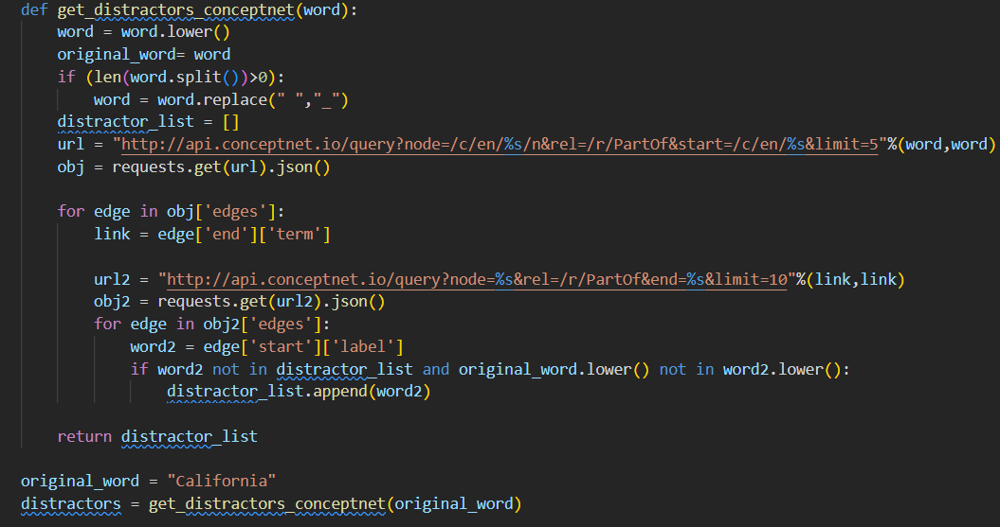 def get_distractors_conceptnet(word):
    word = word.lower()
    original_word= word
    if (len(word.split())>0):
        word = word.replace(" ","_")
    distractor_list = []
    url = "http://api.conceptnet.io/query?node=/c/en/%s/n&rel=/r/PartOf&start=/c/en/%s&limit=5"%(word,word)
    obj = requests.get(url).json()

    for edge in obj['edges']:
        link = edge['end']['term']

        url2 = "http://api.conceptnet.io/query?node=%s&rel=/r/PartOf&end=%s&limit=10"%(link,link)
        obj2 = requests.get(url2).json()
        for edge in obj2['edges']:
            word2 = edge['start']['label']
            if word2 not in distractor_list and original_word.lower() not in word2.lower():
                distractor_list.append(word2)

    return distractor_list

original_word = "California"
distractors = get_distractors_conceptnet(original_word)